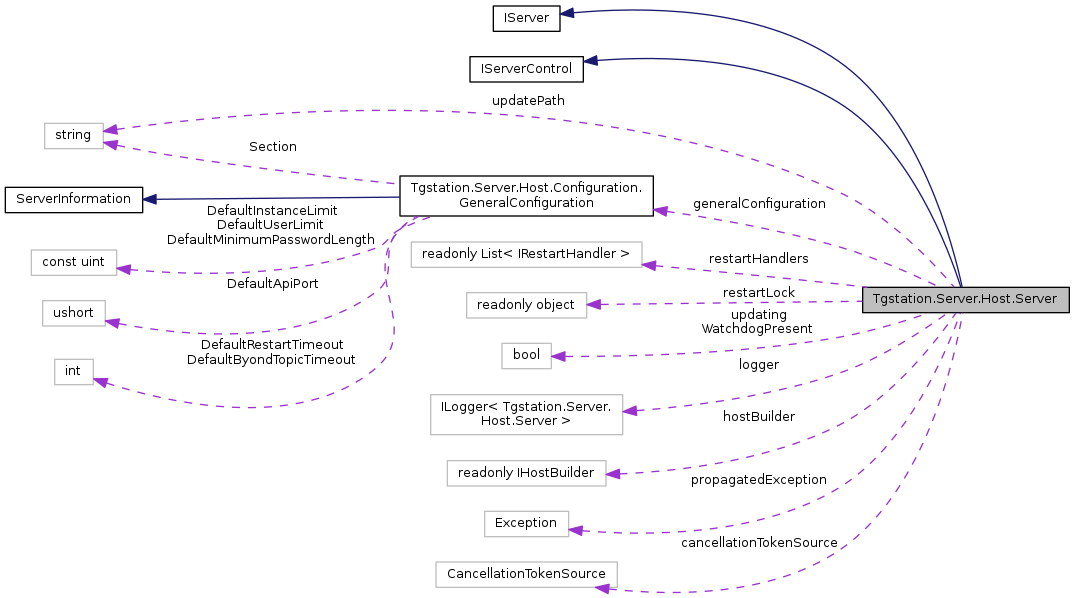 IServer
IServerControl
updatePath
string
Section
Tgstation.Server.Host.Configuration.
GeneralConfiguration
ServerInformation
generalConfiguration
DefaultInstanceLimit
DefaultUserLimit
DefaultMinimumPasswordLength
readonly List< IRestartHandler >
restartHandlers
const uint
DefaultApiPort
restartLock
Tgstation.Server.Host.Server
readonly object
ushort
updating
WatchdogPresent
DefaultRestartTimeout
DefaultByondTopicTimeout
bool
int
logger
ILogger< Tgstation.Server.
Host.Server >
hostBuilder
readonly IHostBuilder
propagatedException
Exception
cancellationTokenSource
CancellationTokenSource